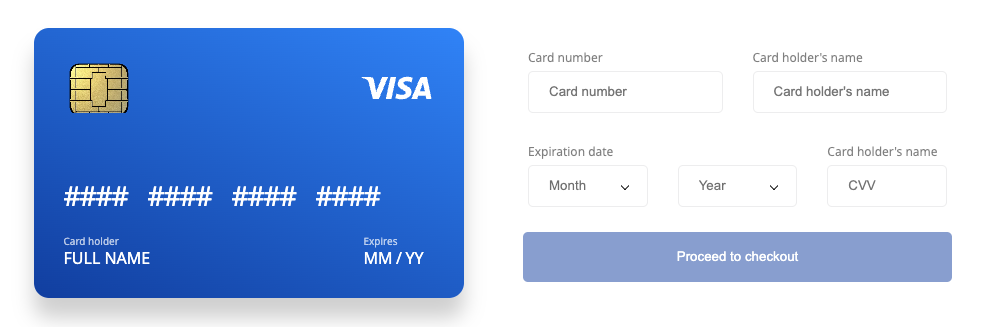 VISA
#### #### #### ####
Card holder
FULL NAME
Expires
MM / YY
Card number
Card number
Card holder's name
Card holder's name
Expiration date
Month
Year
Card holder's name
CVV
Proceed to checkout